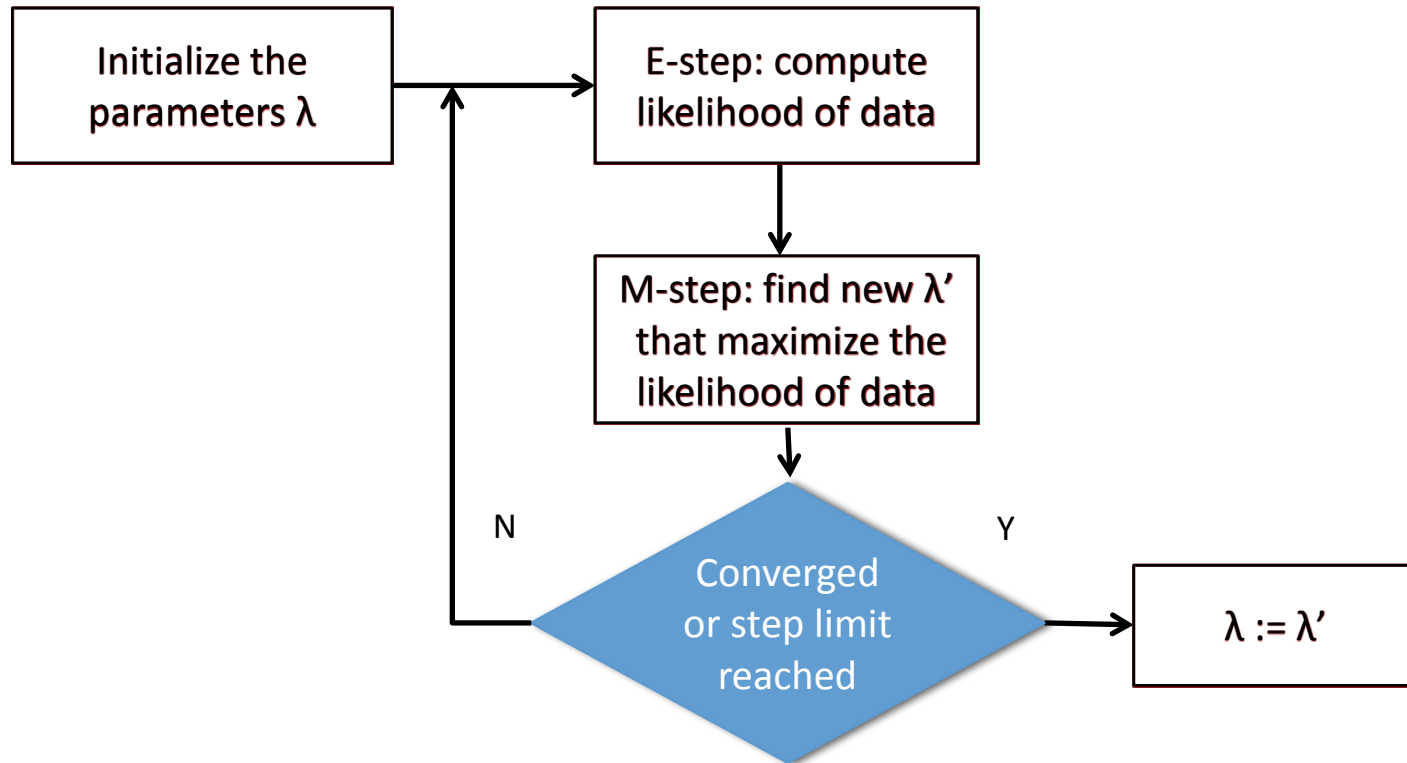 Initialize the
parameters λ
E-step: compute
likelihood of data
M-step: find new λ’
that maximize the
likelihood of data
N
Y
Converged
or step limit
reached
λ := λ’